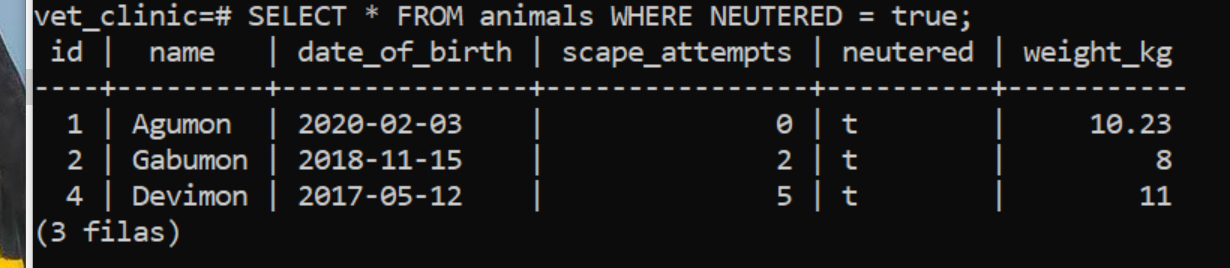 vet_clinic=# SELECT * FROM animals WHERE NEUTERED = true;
 id |  name   | date_of_birth | scape_attempts | neutered | weight_kg
----+---------+---------------+----------------+----------+-----------
  1 | Agumon  | 2020-02-03    |              0 | t        |     10.23
  2 | Gabumon | 2018-11-15    |              2 | t        |         8
  4 | Devimon | 2017-05-12    |              5 | t        |        11
(3 filas)